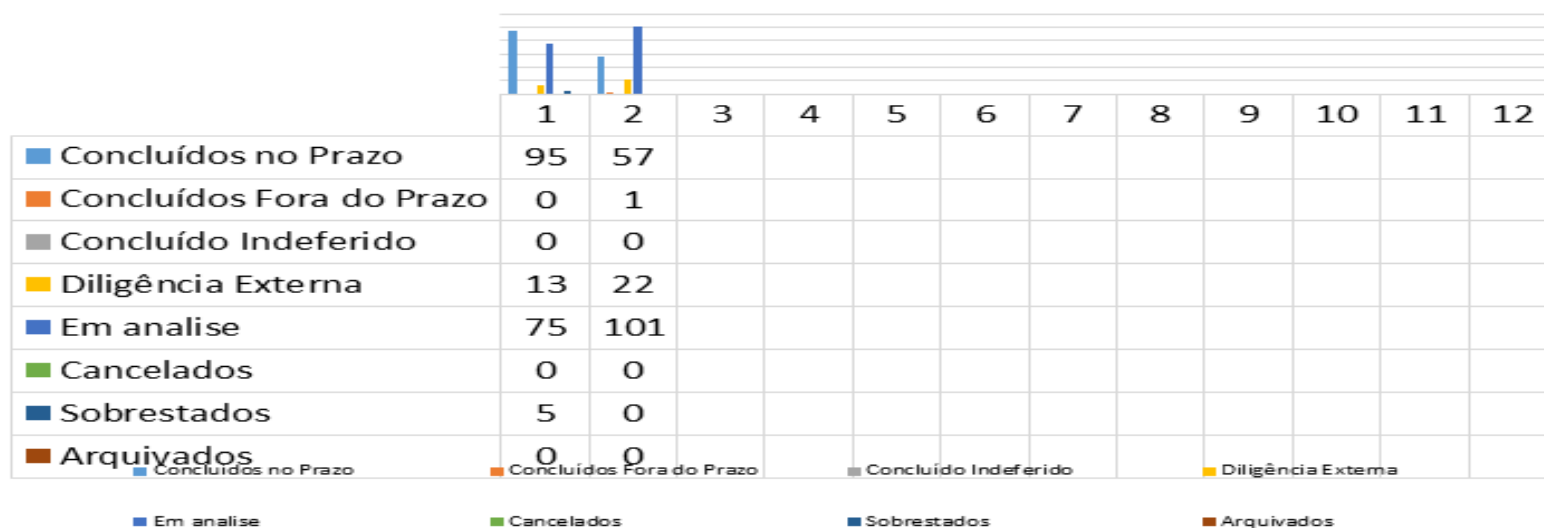 1 2 3 4 5 6 7 8 9 10 11 12
Concluídos no Prazo 95 57
Concluídos Fora do Prazo 0 1
Concluído Indeferido 0 0
Diligência Externa 13 22
Em analise 75 101
Cancelados 0 0
Sobrestados 5 0
Arquivados 0 0
Concluídos no Prazo Concluídos Fora do Prazo Concluído Indeferido Diligência Externa
Em analise Cancelados Sobrestados Arquivados